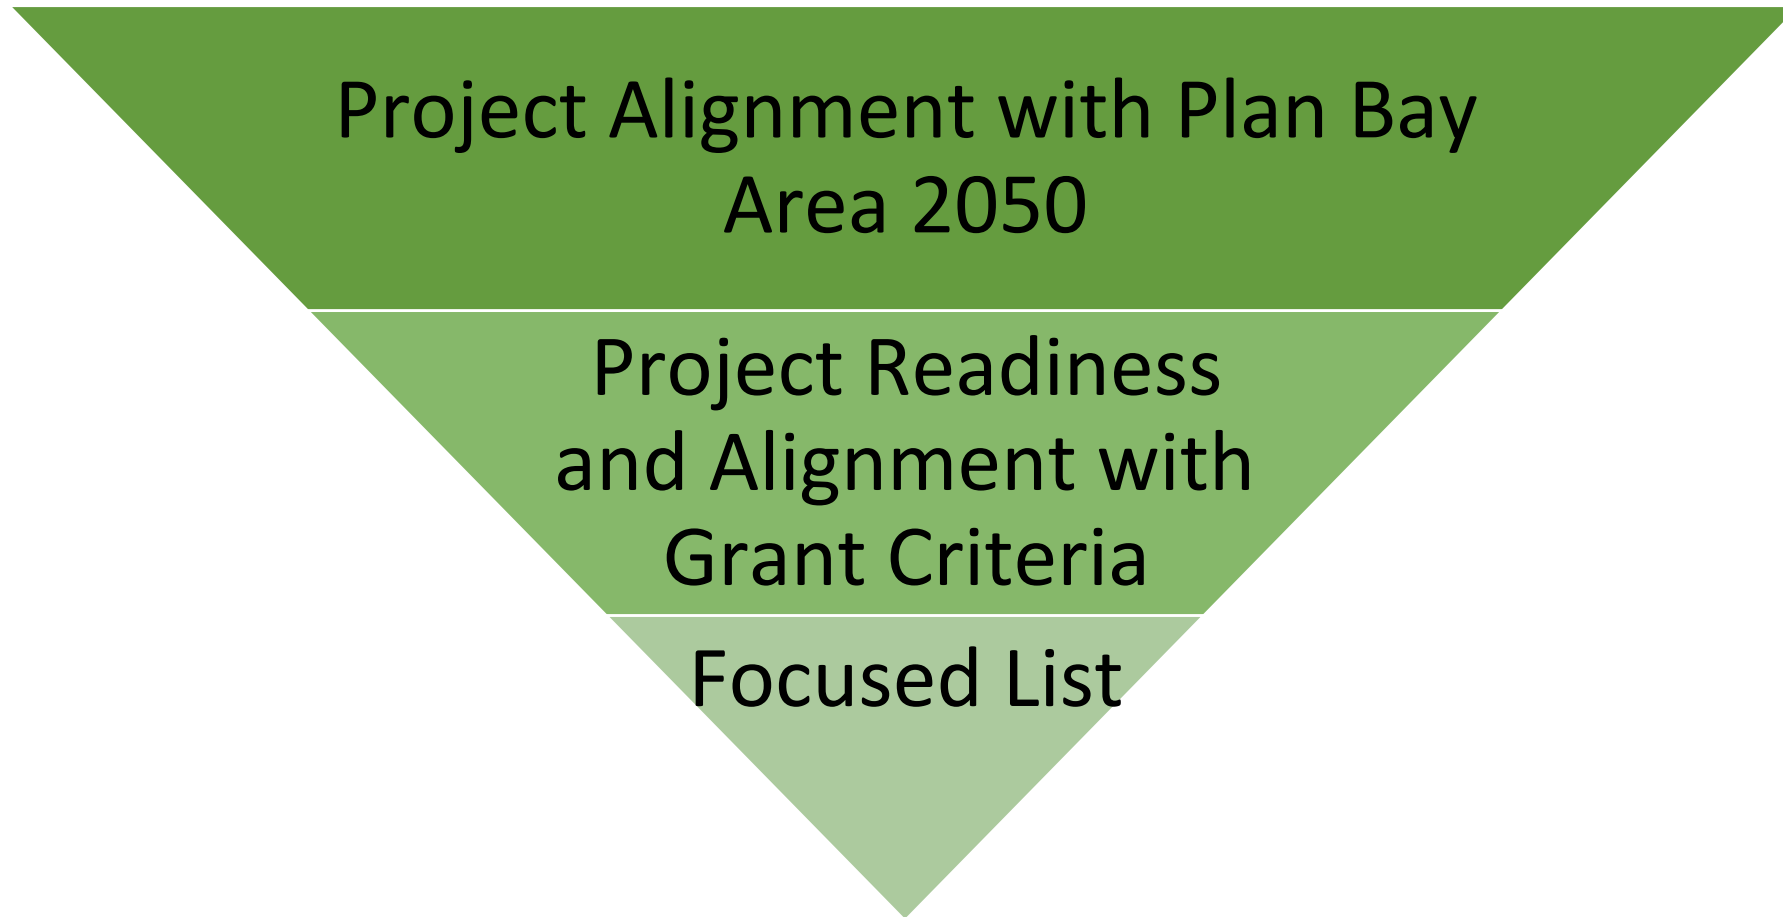 Project Alignment with Plan Bay
Area 2050
Project Readiness
and Alignment with
Grant Criteria
Focused List